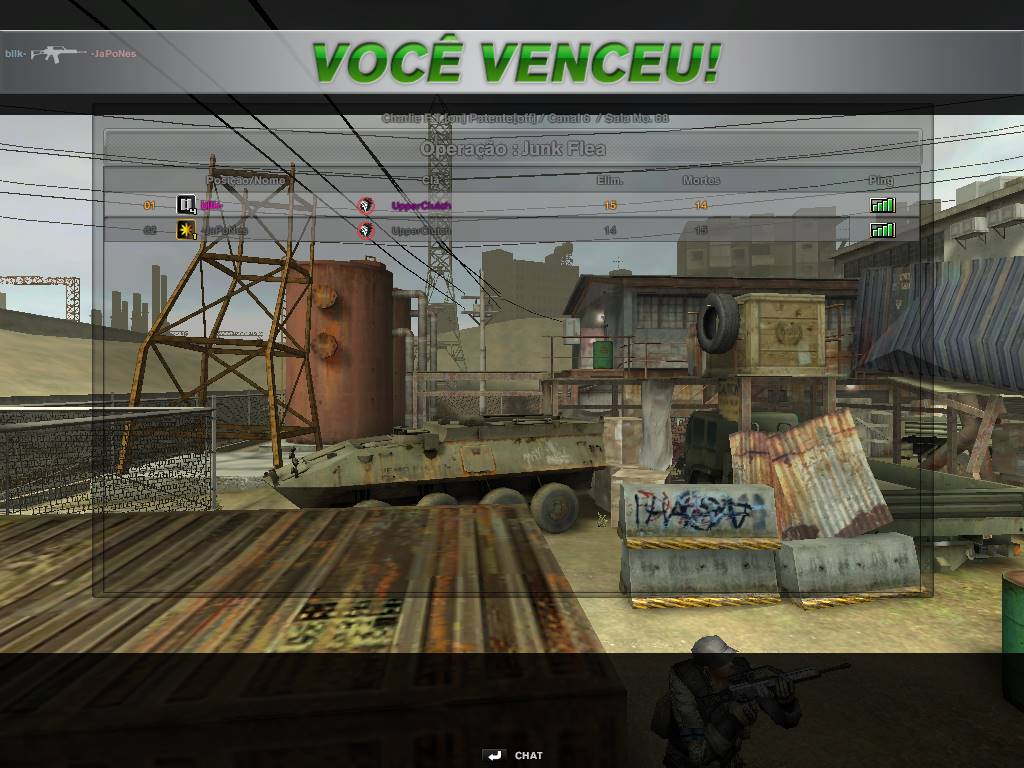 VOCÊ VENCEU!
blik- -JaPoNes
Operação :Junk Flea
Posição/Nome Clã Elim. Mortes Ping
01 blik- UpperClutch 15 14
02 -JaPoNes UpperClutch 14 15
CHAT